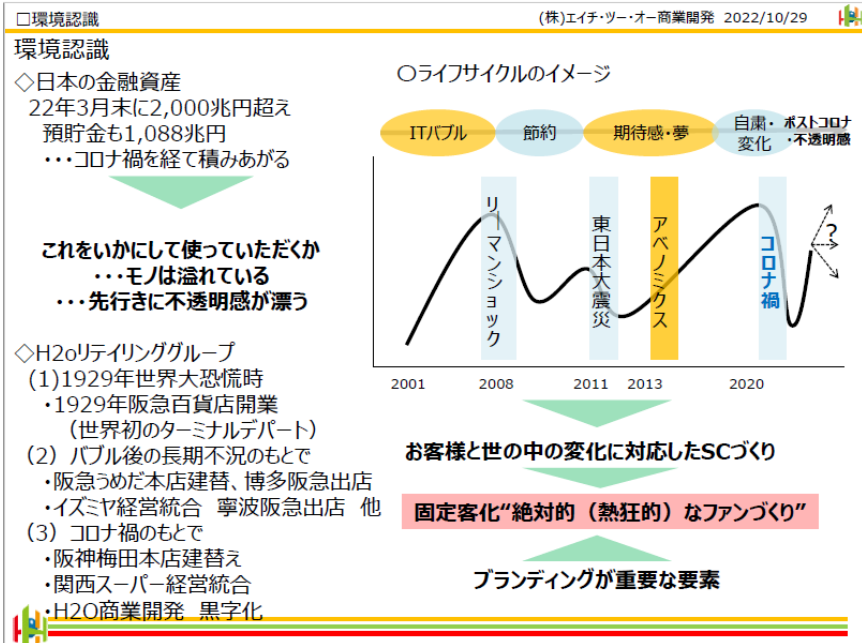 □環境認識
(株)エイチ・ツー・オー商業開発 2022/10/29
環境認識
◇日本の金融資産
22年3月末に2,000兆円超え
預貯金も1,088兆円
・・・コロナ禍を経て積みあがる
これをいかにして使っていただくか
・・・モノは溢れている
・・・先行きに不透明感が漂う
◇H2oリテイリンググループ
(1)1929年世界大恐慌時
・1929年阪急百貨店開業
（世界初のターミナルデパート）
(2) バブル後の長期不況のもとで
・阪急うめだ本店建替、博多阪急出店
・イズミヤ経営統合 寧波阪急出店 他
(3) コロナ禍のもとで
・阪神梅田本店建替え
・関西スーパー経営統合
・H2O商業開発 黒字化
〇ライフサイクルのイメージ
ITバブル
節約
期待感・夢
自粛・
変化
ポストコロナ
・不透明感
リーマンショック
東日本大震災
アベノミクス
コロナ禍
?
2001 2008 2011 2013 2020
お客様と世の中の変化に対応したSCづくり
固定客化“絶対的（熱狂的）なファンづくり”
ブランディングが重要な要素